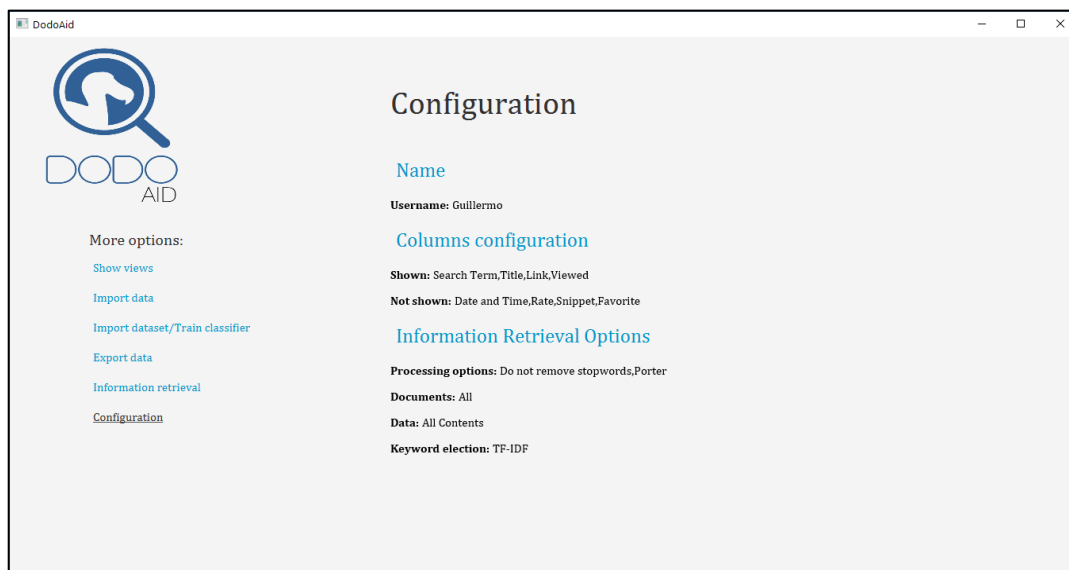 DodoAid
DODO
AID
More options:
Show views
Import data
Import dataset/Train classifier
Export data
Information retrieval
Configuration
Configuration
Name
Username: Guillermo
Columns configuration
Shown: Search Term,Title,Link,Viewed
Not shown: Date and Time,Rate,Snippet,Favorite
Information Retrieval Options
Processing options: Do not remove stopwords,Porter
Documents: All
Data: All Contents
Keyword election: TF-IDF